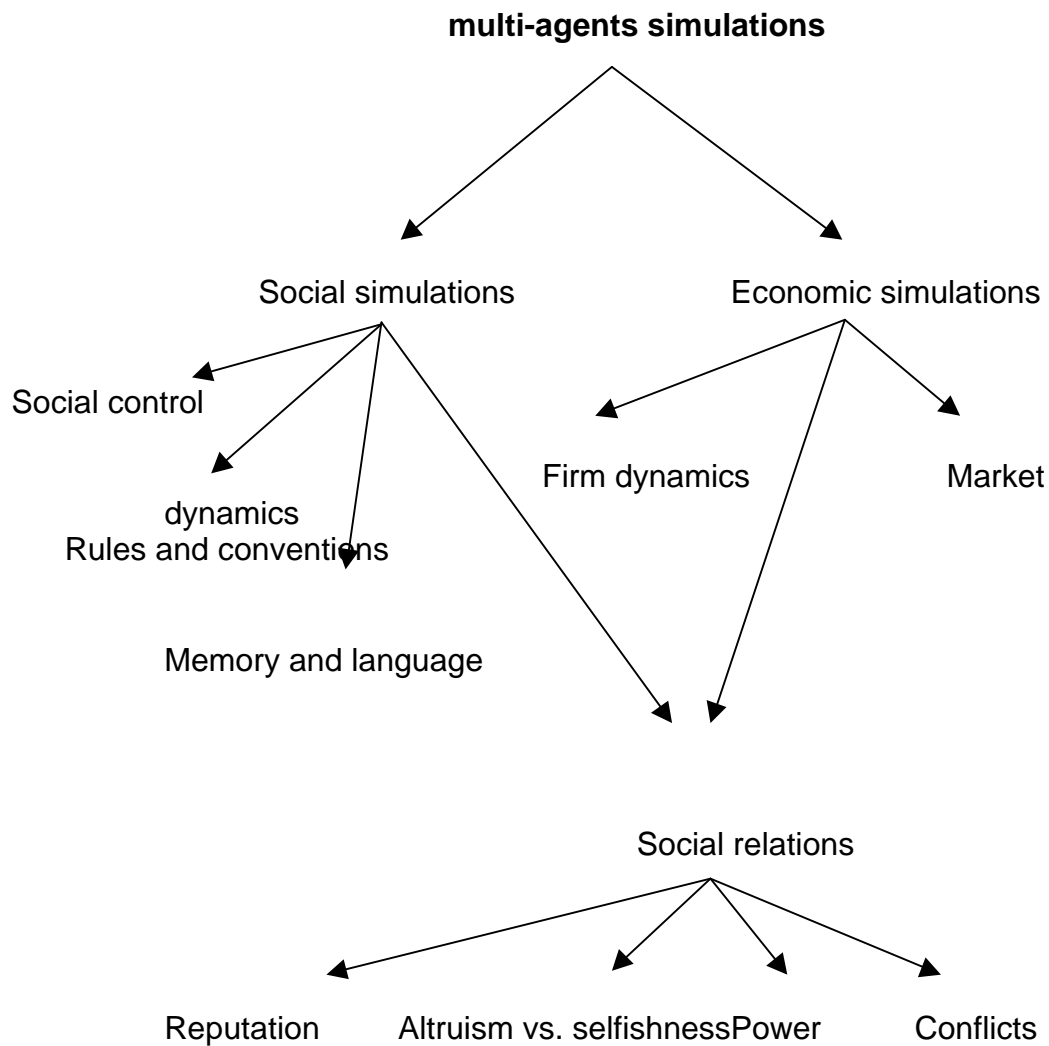 multi-agents simulations
Social simulations
Economic simulations
Social control
Firm dynamics
Market
dynamics
Rules and conventions
Memory and language
Social relations
Reputation
Altruism vs. selfishnessPower
Conflicts